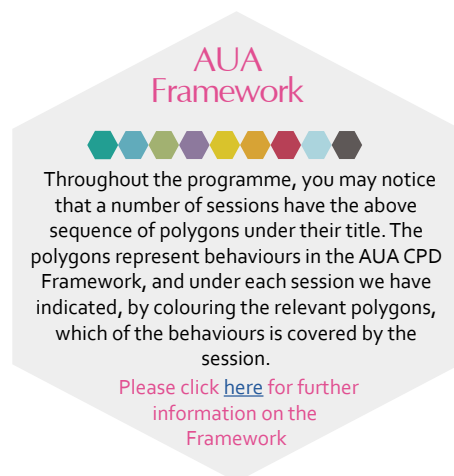 AUA
Framework
Throughout the programme, you may notice
that a number of sessions have the above
sequence of polygons under their title. The
polygons represent behaviours in the AUA CPD
Framework, and under each session we have
indicated, by colouring the relevant polygons,
which of the behaviours is covered by the
session.
Please click here for further
information on the
Framework